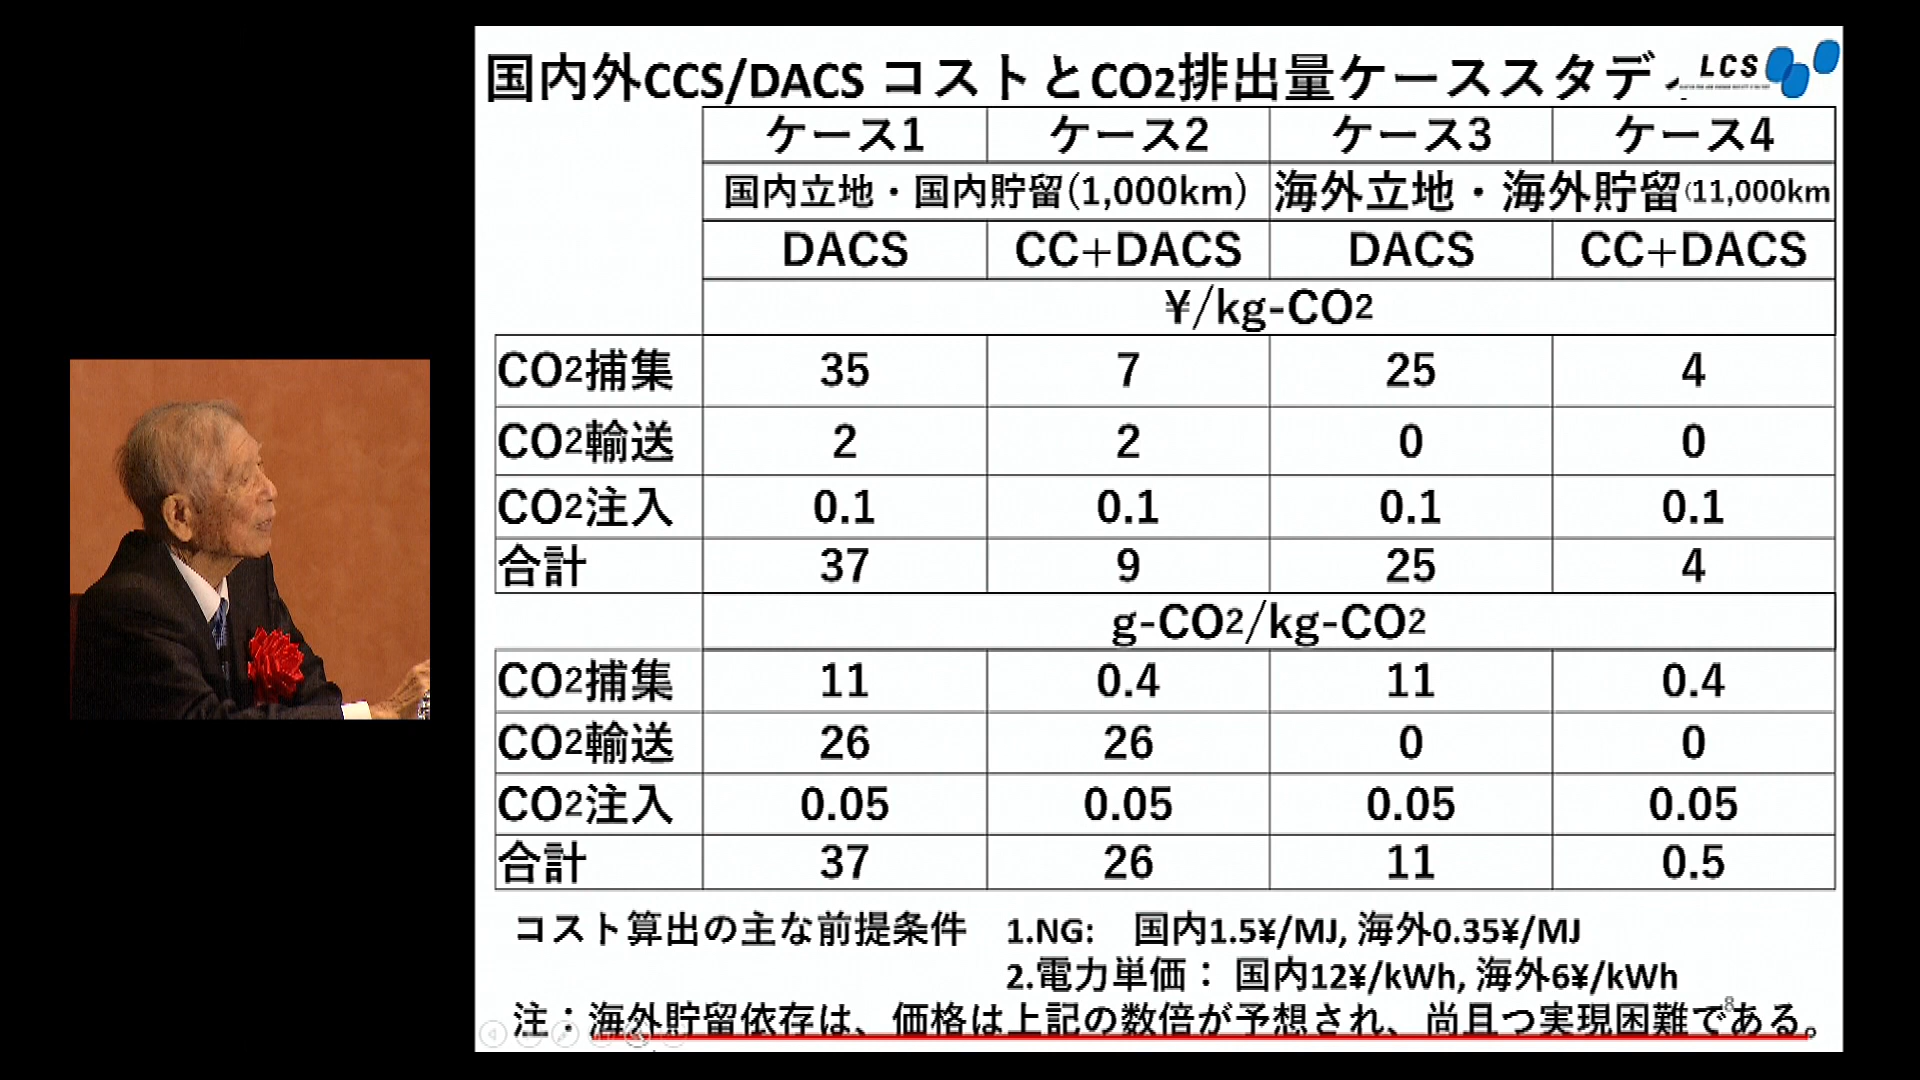 国内外CCS/DACS コストとCO2排出量ケーススタディ
LCS
ケース1 ケース2 ケース3 ケース4
国内立地・国内貯留(1,000km) 海外立地・海外貯留(11,000km
DACS CC+DACS DACS CC+DACS
¥/kg-CO2
CO2捕集 35 7 25 4
CO2輸送 2 2 0 0
CO2注入 0.1 0.1 0.1 0.1
合計 37 9 25 4
g-CO2/kg-CO2
CO2捕集 11 0.4 11 0.4
CO2輸送 26 26 0 0
CO2注入 0.05 0.05 0.05 0.05
合計 37 26 11 0.5
コスト算出の主な前提条件 1.NG: 国内1.5¥/MJ, 海外0.35¥/MJ
2.電力単価： 国内12¥/kWh, 海外6¥/kWh
8
注：海外貯留依存は、価格は上記の数倍が予想され、尚且つ実現困難である。